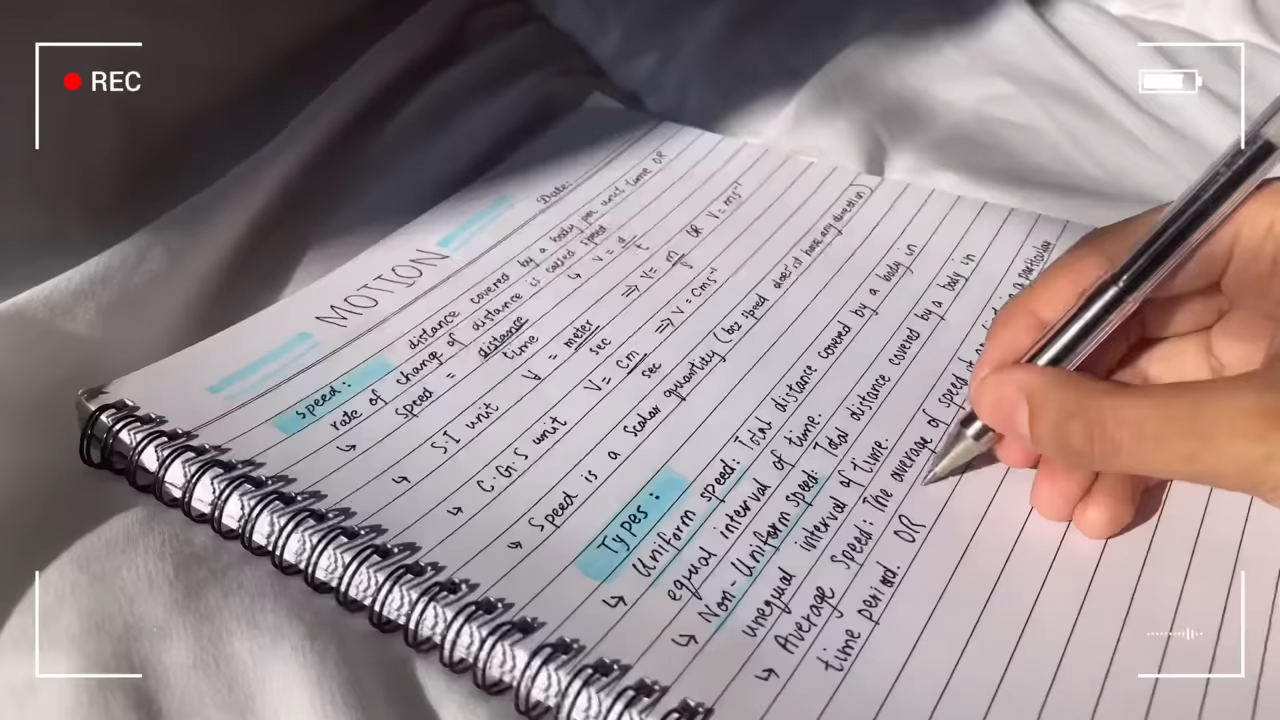 REC
Date:
MOTION
Speed: distance covered by a body per unit time OR
rate of change of distance is called speed
↳ Speed = distance / time ↳ V = d / t
↳ S.I unit V = meter / sec ⇒ V = m / s OR V = ms⁻¹
↳ C.G.S unit V = cm / sec ⇒ V = cms⁻¹
↳ Speed is a scalar quantity (bcz speed does'nt have any direction)
Types:
↳ Uniform speed: Total distance covered by a body in
equal interval of time.
↳ Non-Uniform speed: Total distance covered by a body in
unequal interval of time.
↳ Average speed: The average of speed of a particular
time period. OR